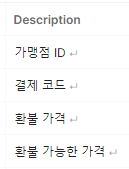 Description
가맹점 ID ↵
결제 코드 ↵
환불 가격 ↵
환불 가능한 가격 ↵